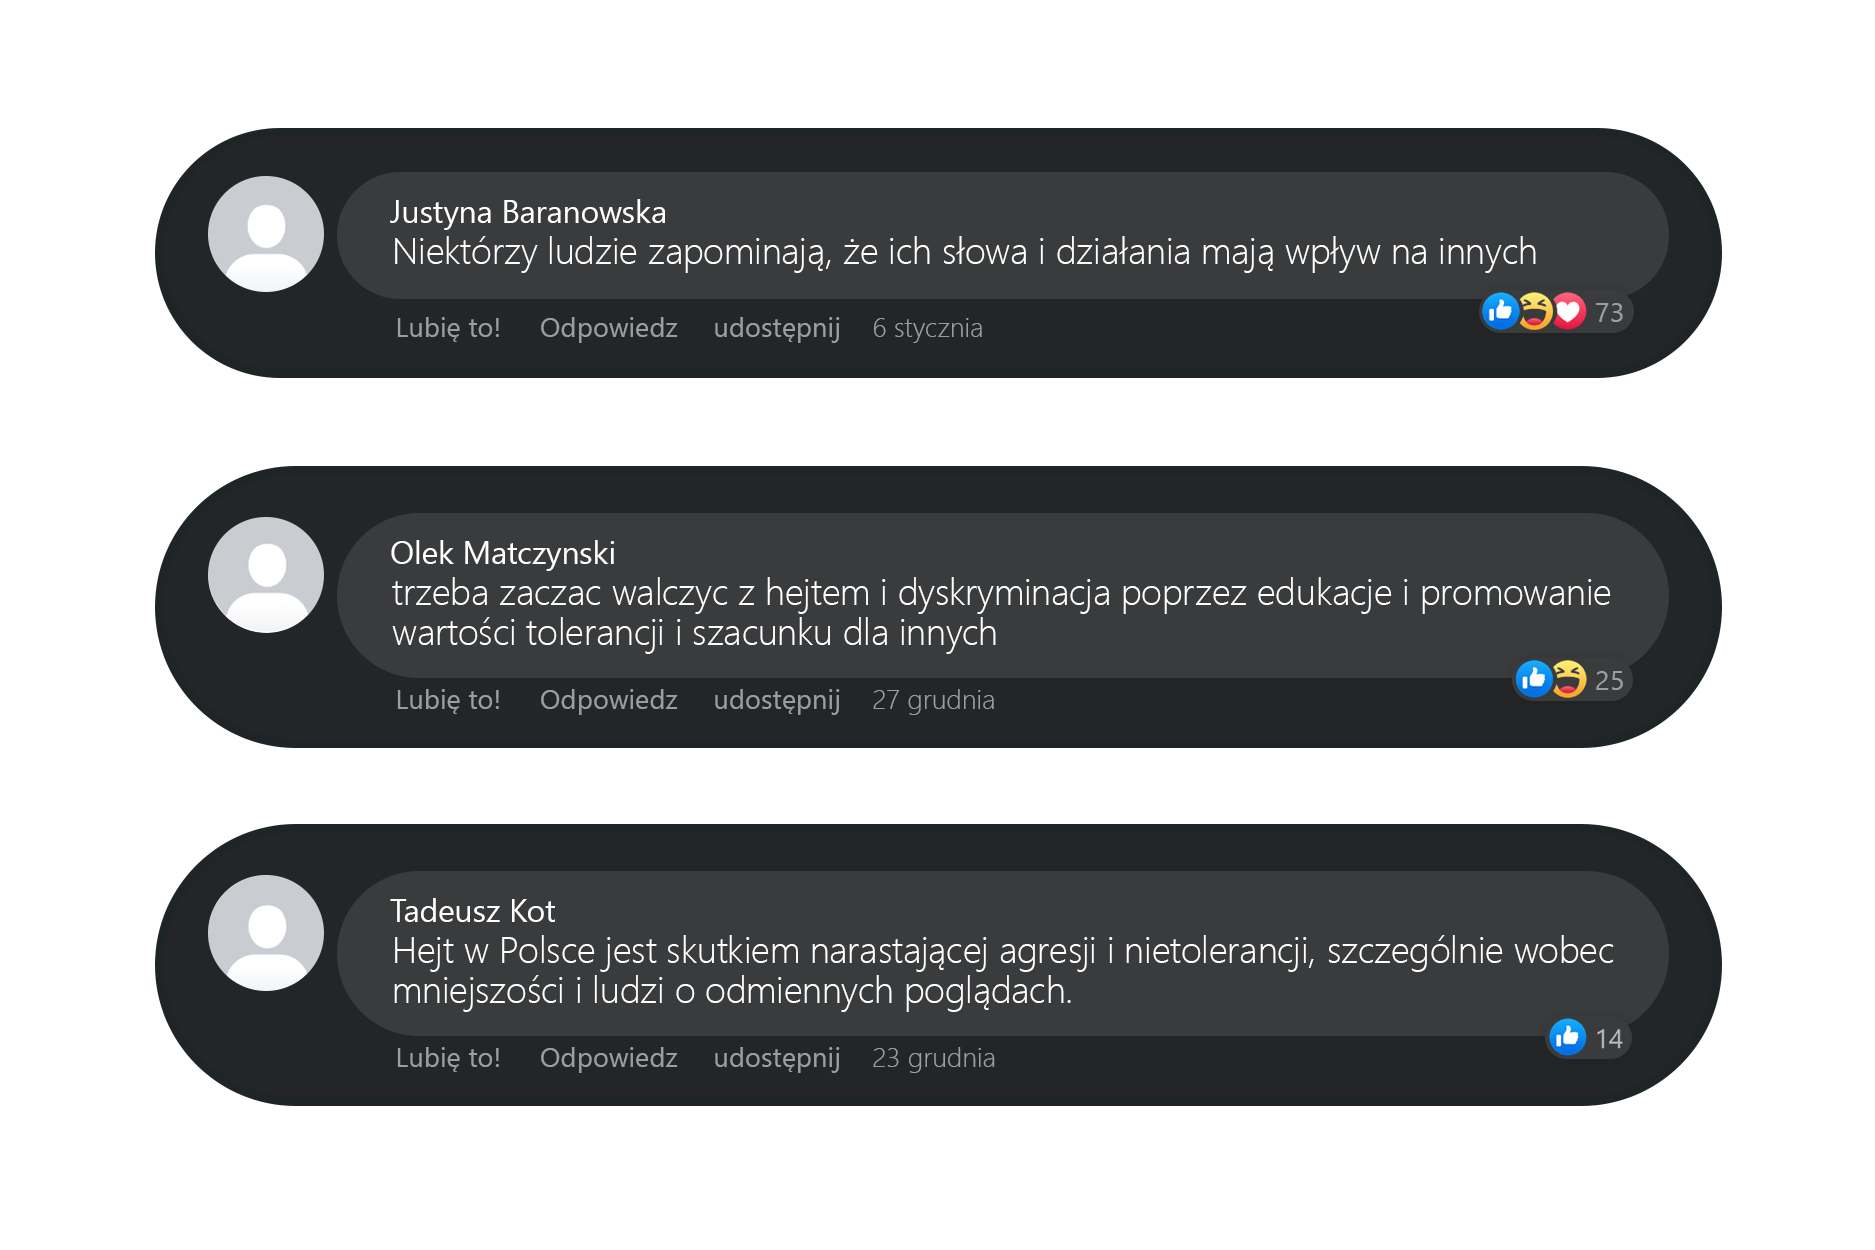 Justyna Baranowska
Niektórzy ludzie zapominają, że ich słowa i działania mają wpływ na innych
Lubię to! Odpowiedz udostępnij 6 stycznia 73
Olek Matczynski
trzeba zaczac walczyc z hejtem i dyskryminacja poprzez edukacje i promowanie
wartości tolerancji i szacunku dla innych
Lubię to! Odpowiedz udostępnij 27 grudnia 25
Tadeusz Kot
Hejt w Polsce jest skutkiem narastającej agresji i nietolerancji, szczególnie wobec
mniejszości i ludzi o odmiennych poglądach.
Lubię to! Odpowiedz udostępnij 23 grudnia 14